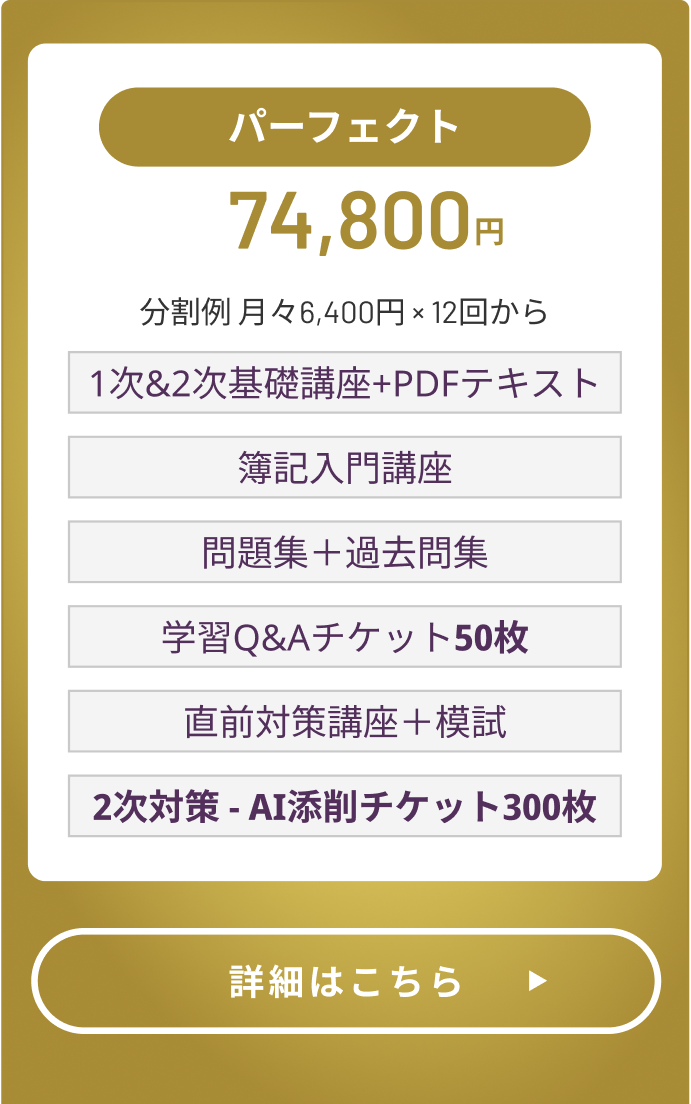 パーフェクト
74,800円
分割例 月々6,400円 × 12回から
1次&2次基礎講座+PDFテキスト
簿記入門講座
問題集＋過去問集
学習Q&Aチケット50枚
直前対策講座＋模試
2次対策 - AI添削チケット300枚
詳細はこちら ▶